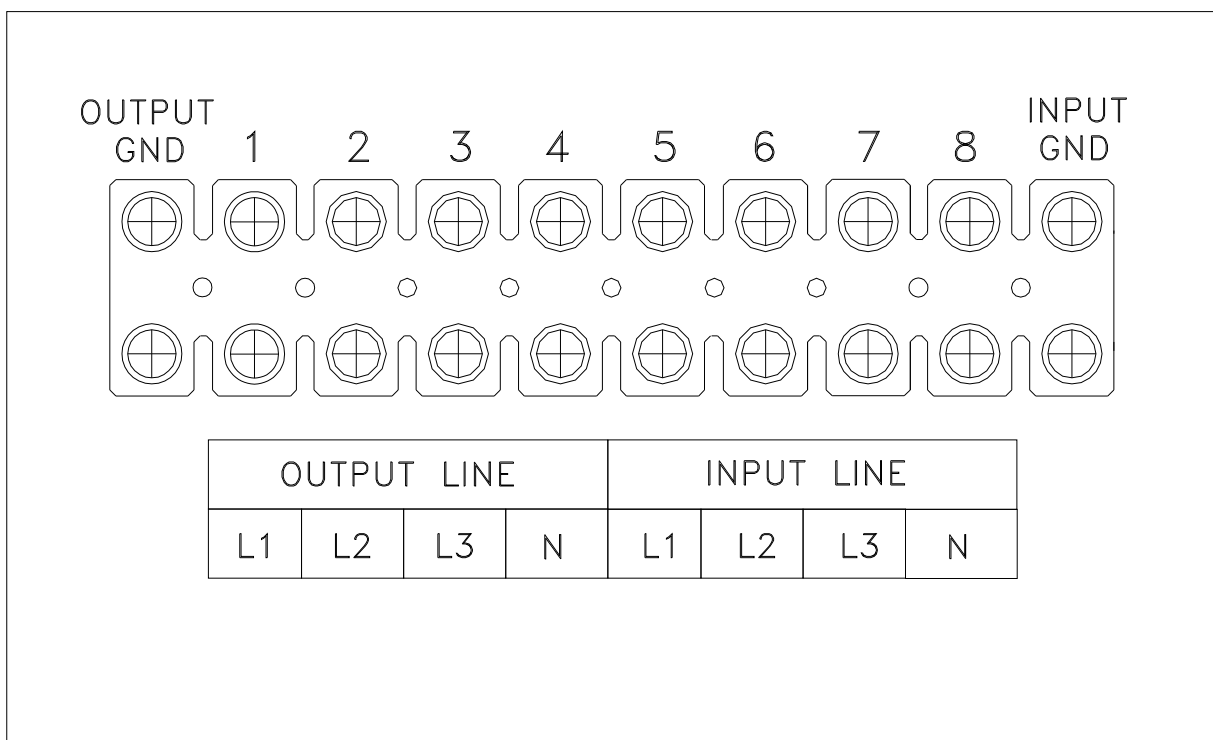 OUTPUT GND 1 2 3 4 5 6 7 8 INPUT GND
OUTPUT LINE INPUT LINE
L1 L2 L3 N L1 L2 L3 N